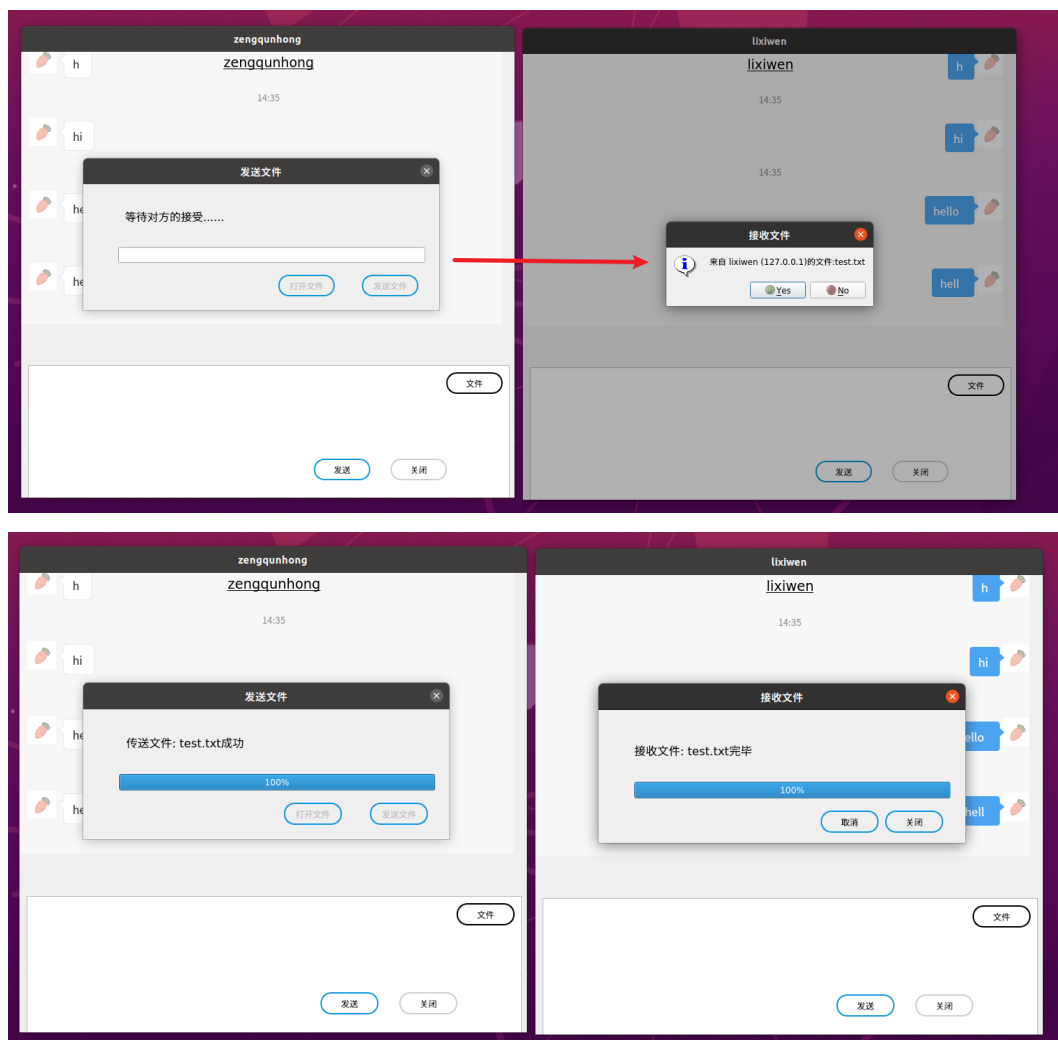 zengqunhong
h
zengqunhong
14:35
hi
he
he
发送文件
等待对方的接受......
打开文件
发送文件
文件
发送
关闭
lixiwen
lixiwen
h
14:35
hi
14:35
hello
hell
接收文件
来自 lixiwen (127.0.0.1)的文件:test.txt
Yes
No
文件
发送
关闭
zengqunhong
h
zengqunhong
14:35
hi
he
he
发送文件
传送文件: test.txt成功
100%
打开文件
发送文件
文件
发送
关闭
lixiwen
lixiwen
h
14:35
hi
ello
hell
接收文件
接收文件: test.txt完毕
100%
取消
关闭
文件
发送
关闭